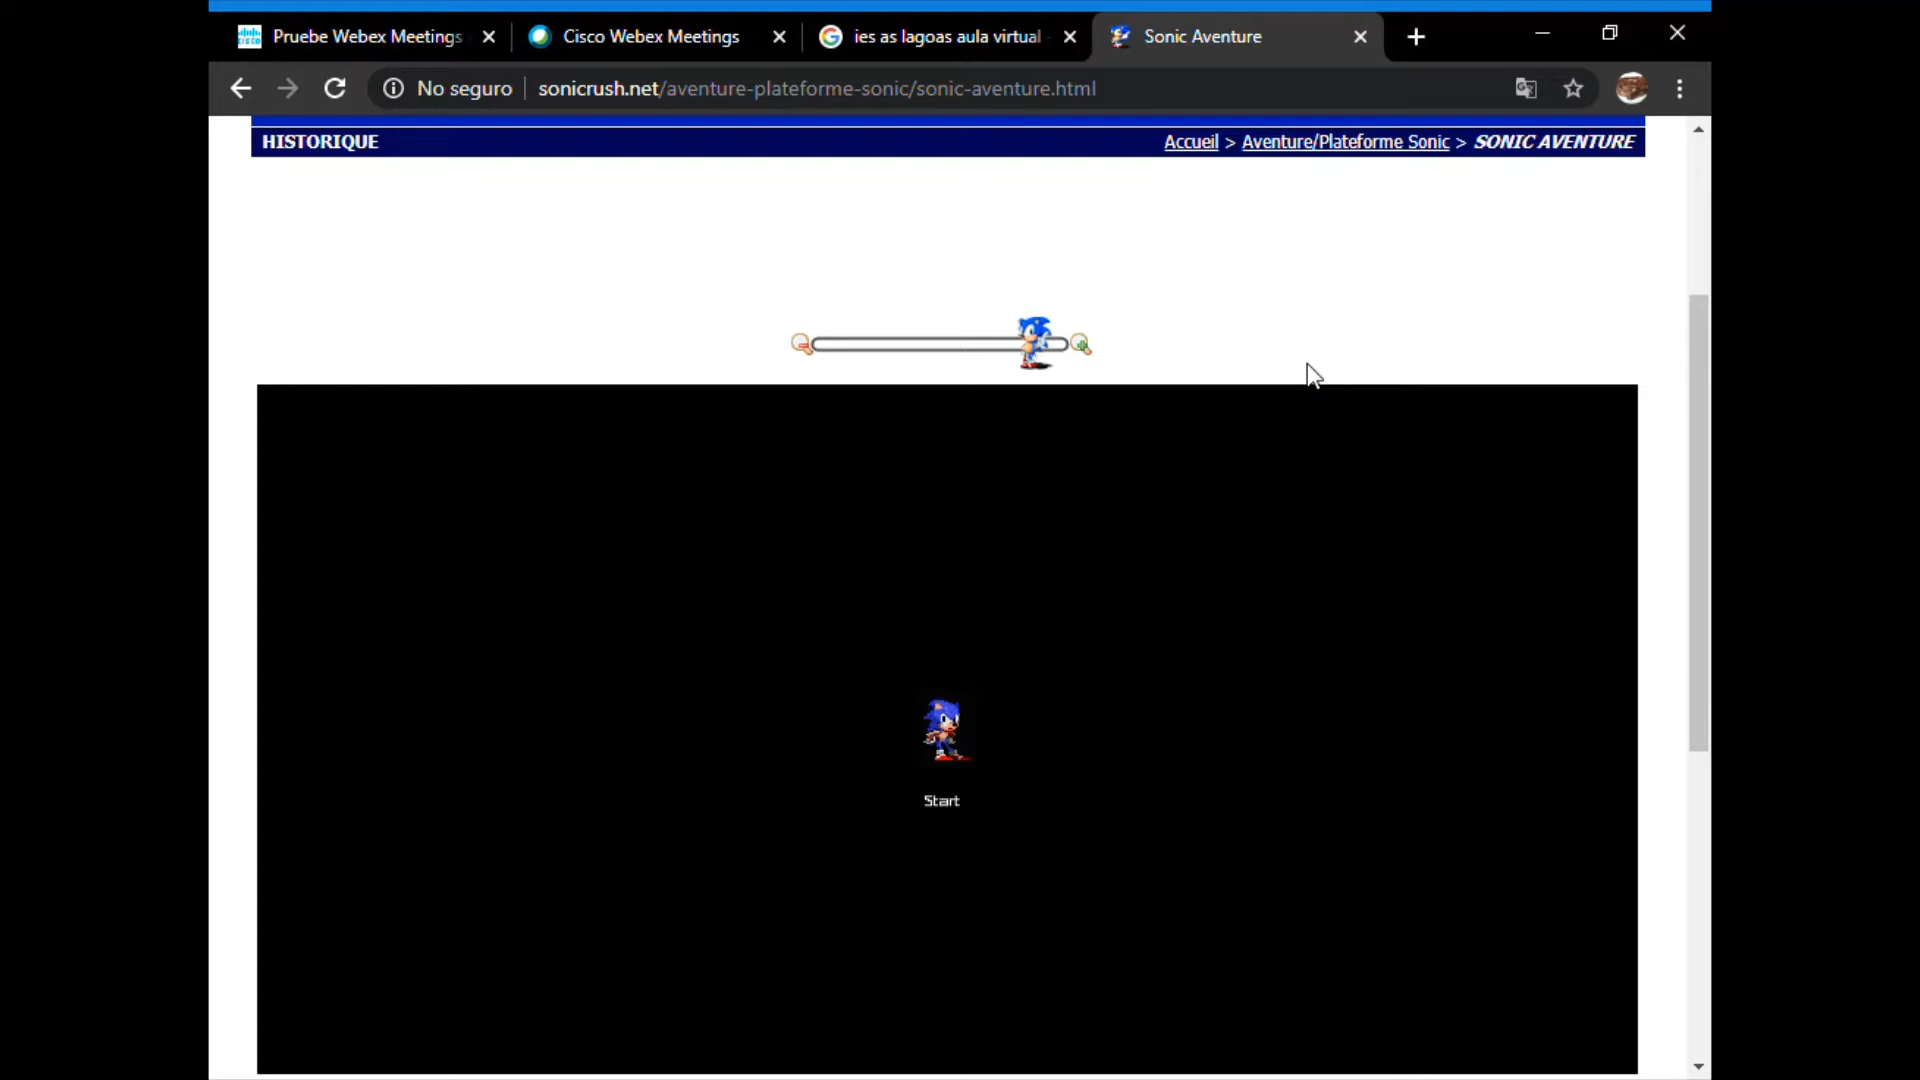 Pruebe Webex Meetings
Cisco Webex Meetings
ies as lagoas aula virtual
Sonic Aventure
No seguro
sonicrush.net/aventure-plateforme-sonic/sonic-aventure.html
HISTORIQUE
Accueil > Aventure/Plateforme Sonic > SONIC AVENTURE
Start